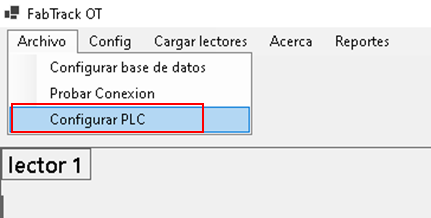 FabTrack OT
Archivo Config Cargar lectores Acerca Reportes
Configurar base de datos
Probar Conexion
Configurar PLC
lector 1